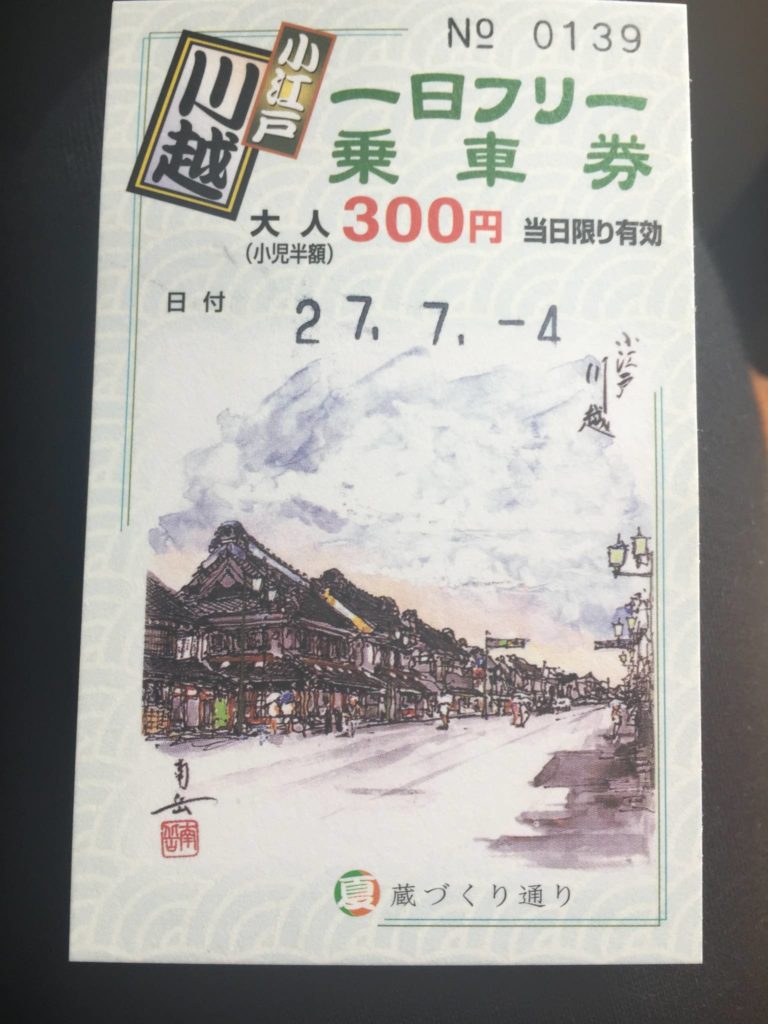 No 0139
小江戸
川越
一日フリー
乗車券
大人 300円 当日限り有効
(小児半額)
日付 27. 7. -4
小江戸
川越
南岳
南岳
夏 蔵づくり通り